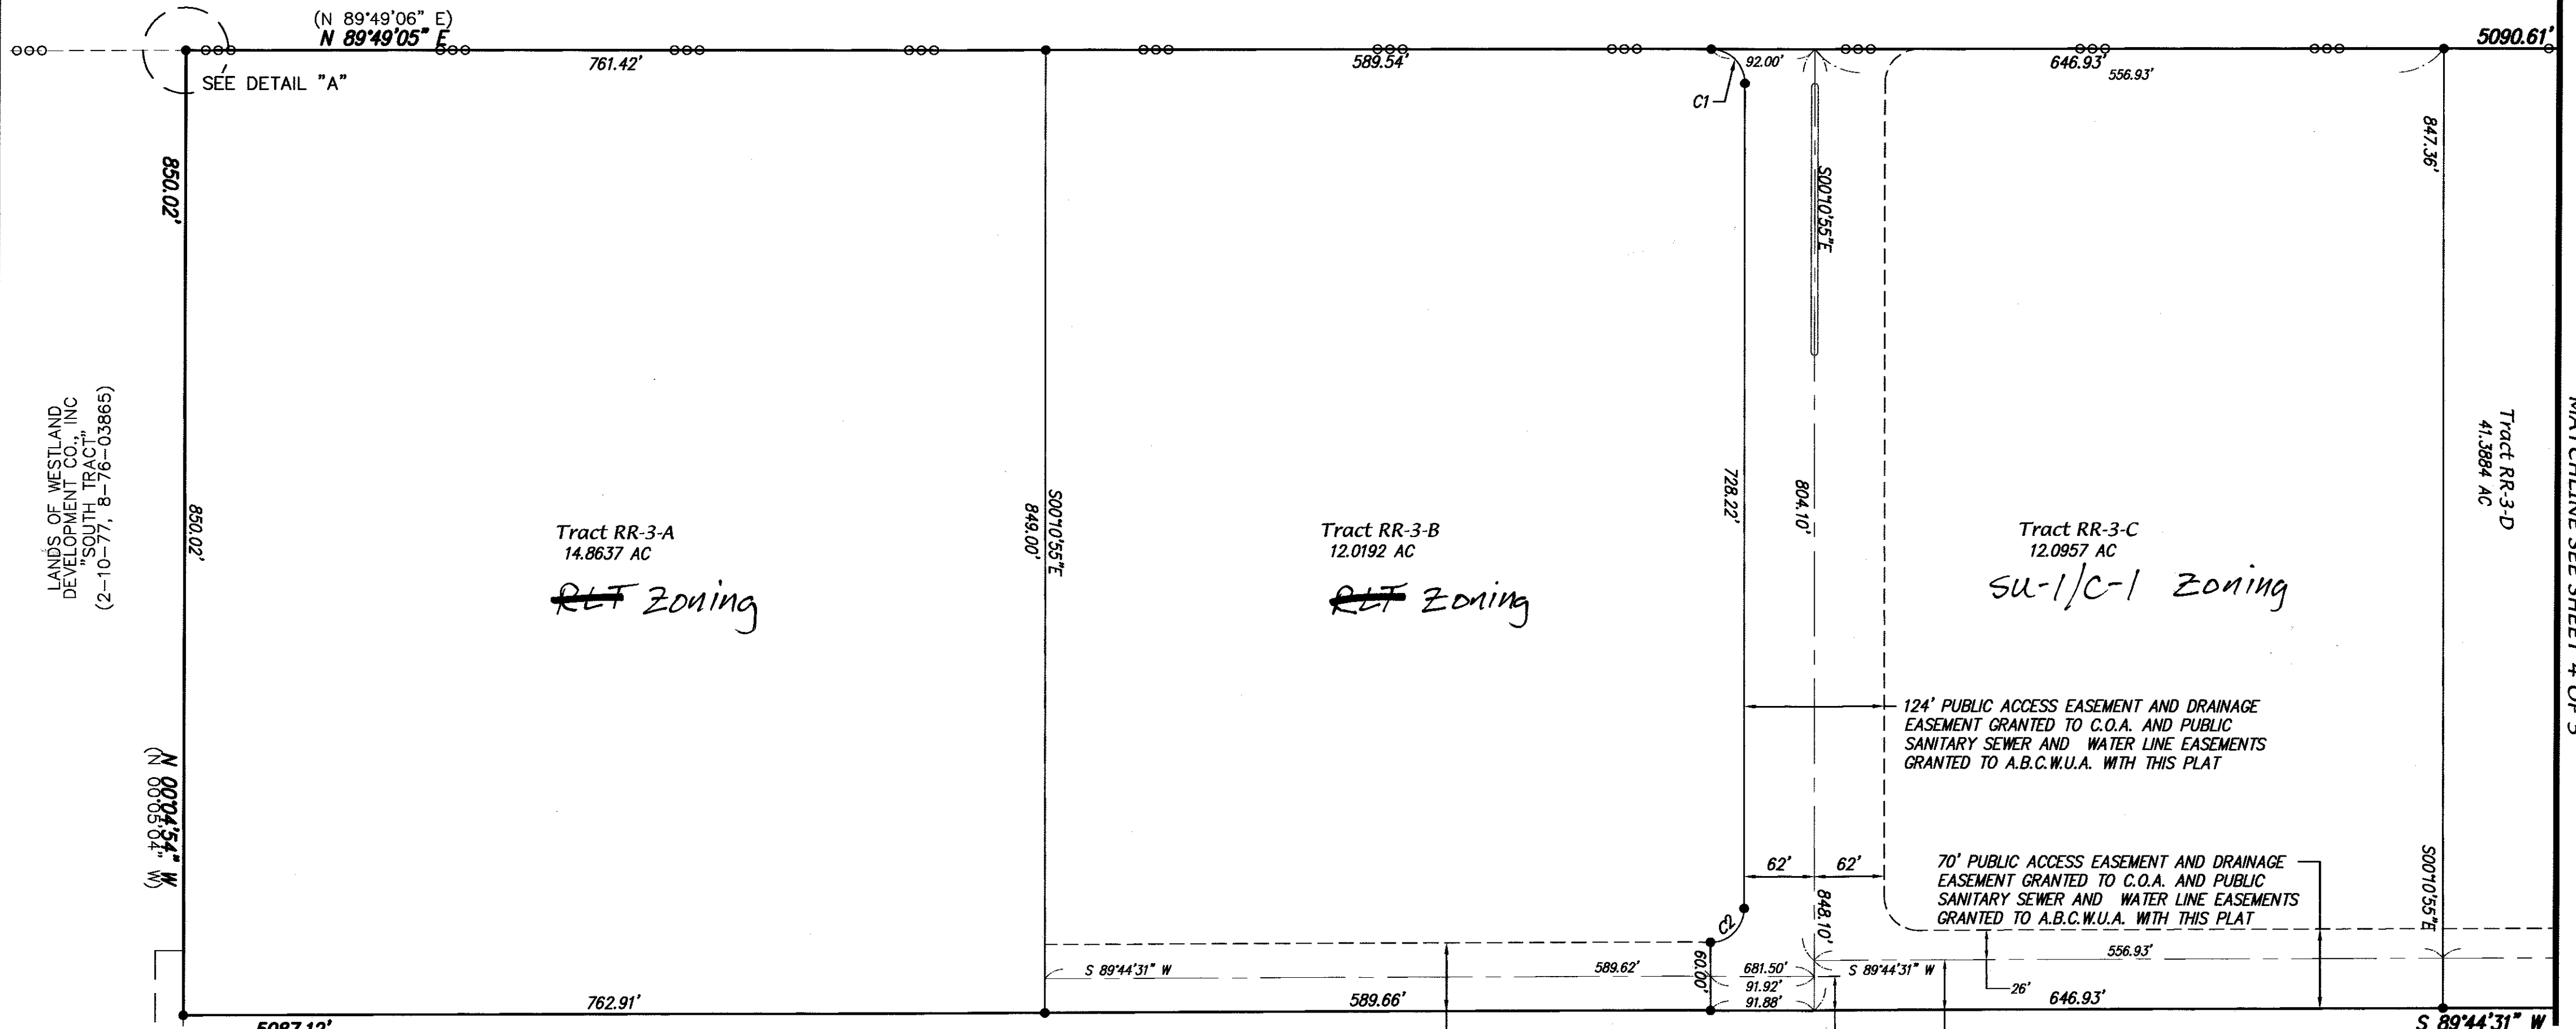 (N 89°49'06" E)
N 89°49'05" E
5090.61'
761.42'
589.54'
92.00'
646.93'
556.93'
SEE DETAIL "A"
C1
850.02'
847.36'
S00°10'55"E
LANDS OF WESTLAND
DEVELOPMENT CO., INC
"SOUTH TRACT"
(2-10-77, 8-76-03865)
850.02'
S00°10'55"E
849.00'
728.22'
804.10'
Tract RR-3-D
41.3884 AC
MATCHLINE SEE SHEET 4 OF 5
Tract RR-3-A
14.8637 AC
RLT Zoning
Tract RR-3-B
12.0192 AC
RLT Zoning
Tract RR-3-C
12.0957 AC
SU-1/C-1 Zoning
124' PUBLIC ACCESS EASEMENT AND DRAINAGE
EASEMENT GRANTED TO C.O.A. AND PUBLIC
SANITARY SEWER AND WATER LINE EASEMENTS
GRANTED TO A.B.C.W.U.A. WITH THIS PLAT
N 00°04'54" W
(N 00°05'04" W)
62'
62'
70' PUBLIC ACCESS EASEMENT AND DRAINAGE
EASEMENT GRANTED TO C.O.A. AND PUBLIC
SANITARY SEWER AND WATER LINE EASEMENTS
GRANTED TO A.B.C.W.U.A. WITH THIS PLAT
848.10'
S00°10'55"E
C2
60.00'
S 89°44'31" W
589.62'
681.50'
S 89°44'31" W
556.93'
91.92'
26'
762.91'
589.66'
91.88'
646.93'
5087.12'
S 89°44'31" W